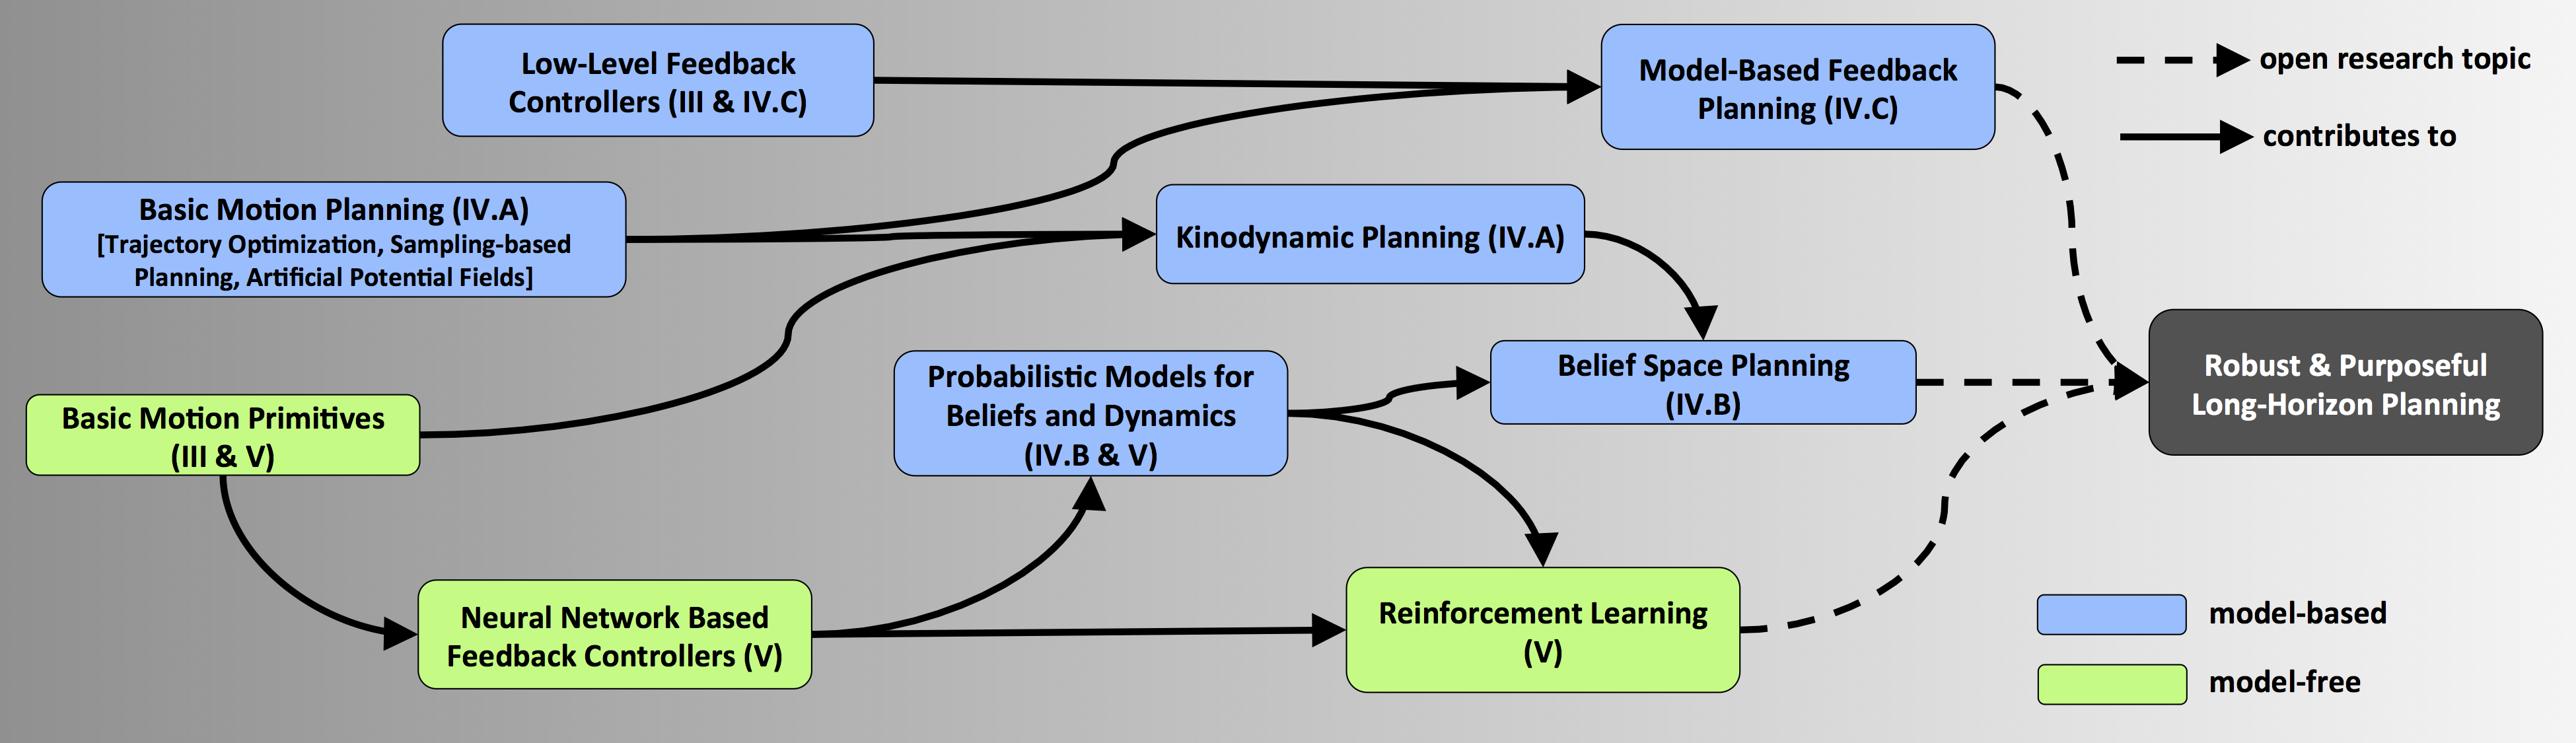 Low-Level Feedback
Controllers (III & IV.C)
Model-Based Feedback
Planning (IV.C)
open research topic
contributes to
Basic Motion Planning (IV.A)
[Trajectory Optimization, Sampling-based
Planning, Artificial Potential Fields]
Kinodynamic Planning (IV.A)
Basic Motion Primitives
(III & V)
Probabilistic Models for
Beliefs and Dynamics
(IV.B & V)
Belief Space Planning
(IV.B)
Robust & Purposeful
Long-Horizon Planning
Neural Network Based
Feedback Controllers (V)
Reinforcement Learning
(V)
model-based
model-free